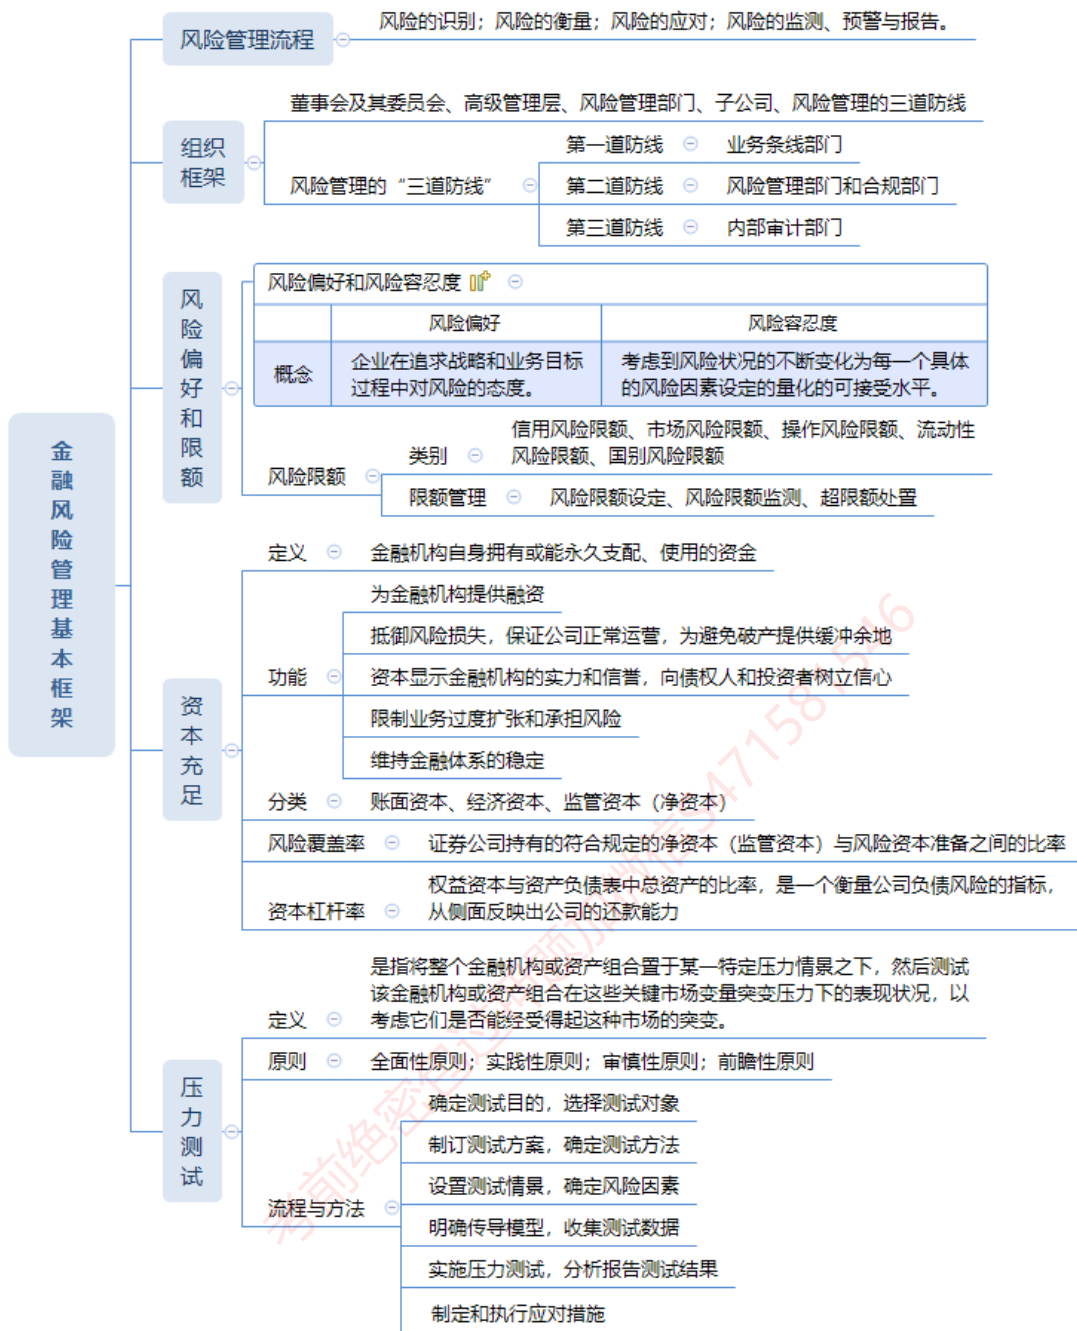 风险管理流程
风险的识别；风险的衡量；风险的应对；风险的监测、预警与报告。
组织
框架
董事会及其委员会、高级管理层、风险管理部门、子公司、风险管理的三道防线
风险管理的“三道防线”
第一道防线
业务条线部门
第二道防线
风险管理部门和合规部门
第三道防线
内部审计部门
风
险
偏
好
和
限
额
风险偏好和风险容忍度
风险偏好
风险容忍度
概念
企业在追求战略和业务目标
过程中对风险的态度。
考虑到风险状况的不断变化为每一个具体
的风险因素设定的量化的可接受水平。
风险限额
类别
信用风险限额、市场风险限额、操作风险限额、流动性
风险限额、国别风险限额
限额管理
风险限额设定、风险限额监测、超限额处置
金
融
风
险
管
理
基
本
框
架
资
本
充
足
定义
金融机构自身拥有或能永久支配、使用的资金
功能
为金融机构提供融资
抵御风险损失，保证公司正常运营，为避免破产提供缓冲余地
资本显示金融机构的实力和信誉，向债权人和投资者树立信心
限制业务过度扩张和承担风险
维持金融体系的稳定
分类
账面资本、经济资本、监管资本（净资本）
风险覆盖率
证券公司持有的符合规定的净资本（监管资本）与风险资本准备之间的比率
资本杠杆率
权益资本与资产负债表中总资产的比率，是一个衡量公司负债风险的指标，
从侧面反映出公司的还款能力
压
力
测
试
定义
是指将整个金融机构或资产组合置于某一特定压力情景之下，然后测试
该金融机构或资产组合在这些关键市场变量突变压力下的表现状况，以
考虑它们是否能经受得起这种市场的突变。
原则
全面性原则；实践性原则；审慎性原则；前瞻性原则
流程与方法
确定测试目的，选择测试对象
制订测试方案，确定测试方法
设置测试情景，确定风险因素
明确传导模型，收集测试数据
实施压力测试，分析报告测试结果
制定和执行应对措施